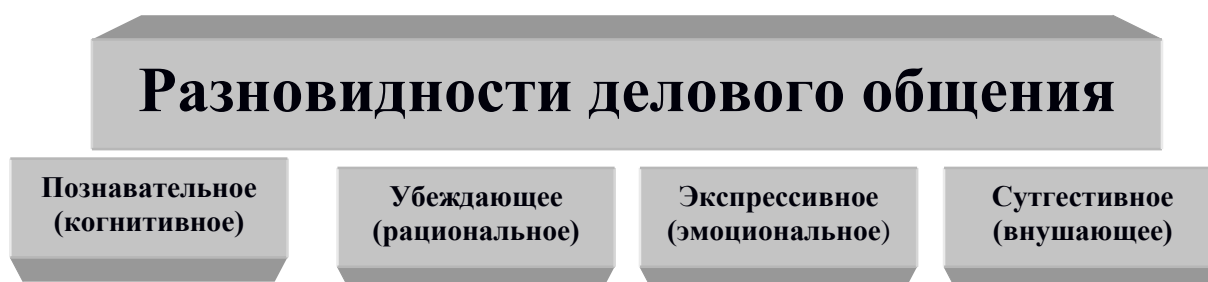 Разновидности делового общения
Познавательное
(когнитивное)
Убеждающее
(рациональное)
Экспрессивное
(эмоциональное)
Сутгестивное
(внушающее)